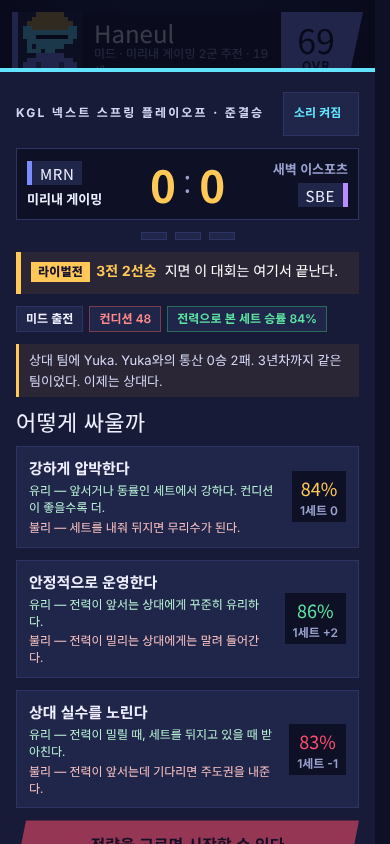 Haneul
미드 · 미리내 게이밍 2군 주전 · 19
69
OVR
KGL 넥스트 스프링 플레이오프 · 준결승
소리 켜짐
MRN
미리내 게이밍
0 : 0
새벽 이스포츠
SBE
라이벌전 3전 2선승 지면 이 대회는 여기서 끝난다.
미드 출전
컨디션 48
전력으로 본 세트 승률 84%
상대 팀에 Yuka. Yuka와의 통산 0승 2패. 3년차까지 같은
팀이었다. 이제는 상대다.
어떻게 싸울까
강하게 압박한다
유리 — 앞서거나 동률인 세트에서 강하다. 컨디션
이 좋을수록 더.
불리 — 세트를 내줘 뒤지면 무리수가 된다.
84%
1세트 0
안정적으로 운영한다
유리 — 전력이 앞서는 상대에게 꾸준히 유리하
다.
불리 — 전력이 밀리는 상대에게는 말려 들어간
다.
86%
1세트 +2
상대 실수를 노린다
유리 — 전력이 밀릴 때, 세트를 뒤지고 있을 때 받
아친다.
불리 — 전력이 앞서는데 기다리면 주도권을 내준
다.
83%
1세트 -1
전략을 고르면 시작할 수 있다